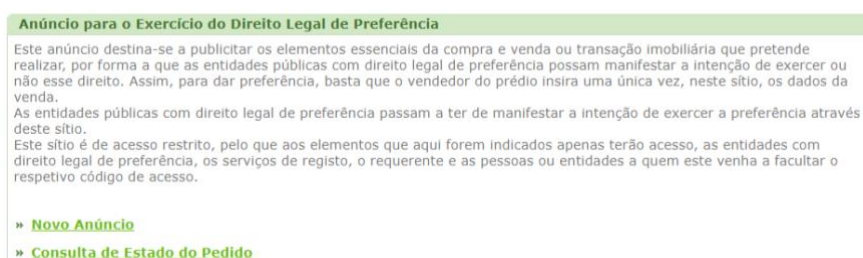 Anúncio para o Exercício do Direito Legal de Preferência
Este anúncio destina-se a publicitar os elementos essenciais da compra e venda ou transação imobiliária que pretende
realizar, por forma a que as entidades públicas com direito legal de preferência possam manifestar a intenção de exercer ou
não esse direito. Assim, para dar preferência, basta que o vendedor do prédio insira uma única vez, neste sítio, os dados da
venda.
As entidades públicas com direito legal de preferência passam a ter de manifestar a intenção de exercer a preferência através
deste sítio.
Este sítio é de acesso restrito, pelo que aos elementos que aqui forem indicados apenas terão acesso, as entidades com
direito legal de preferência, os serviços de registo, o requerente e as pessoas ou entidades a quem este venha a facultar o
respetivo código de acesso.
» Novo Anúncio
» Consulta de Estado do Pedido